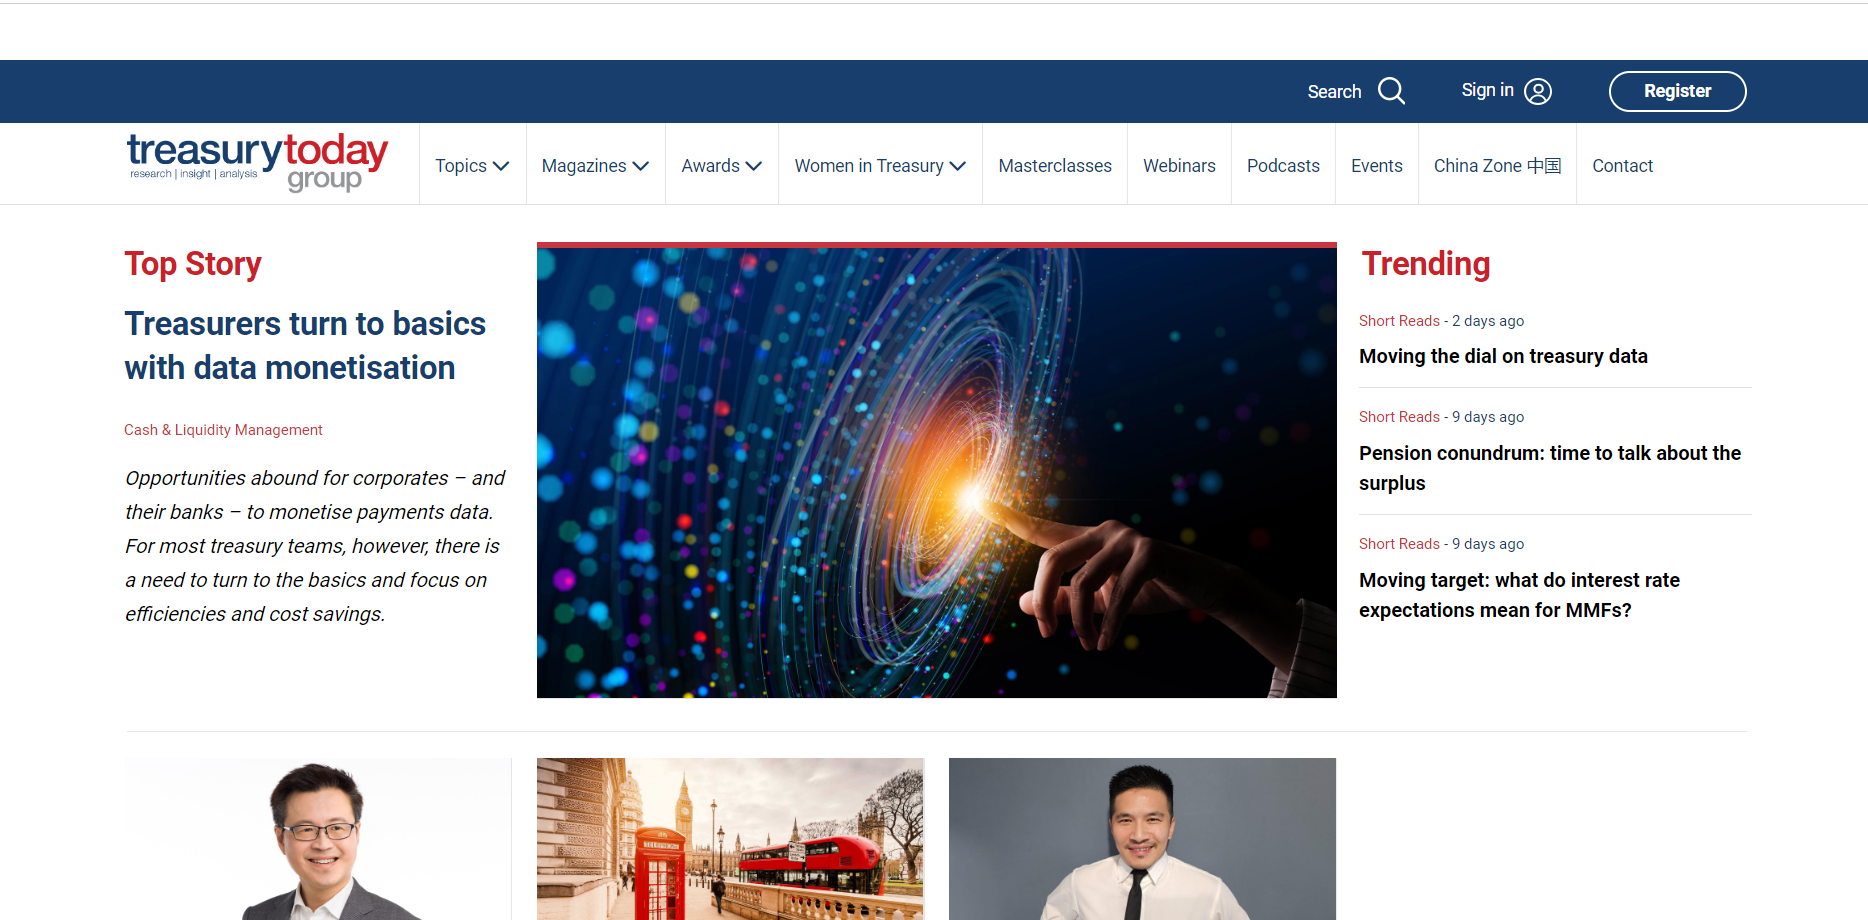 Search
Sign in
Register
treasurytoday
research | insight | analysis
group
Topics
Magazines
Awards
Women in Treasury
Masterclasses
Webinars
Podcasts
Events
China Zone 中国
Contact
Top Story
Treasurers turn to basics
with data monetisation
Cash & Liquidity Management
Opportunities abound for corporates – and
their banks – to monetise payments data.
For most treasury teams, however, there is
a need to turn to the basics and focus on
efficiencies and cost savings.
Trending
Short Reads - 2 days ago
Moving the dial on treasury data
Short Reads - 9 days ago
Pension conundrum: time to talk about the
surplus
Short Reads - 9 days ago
Moving target: what do interest rate
expectations mean for MMFs?
TELEPHONE